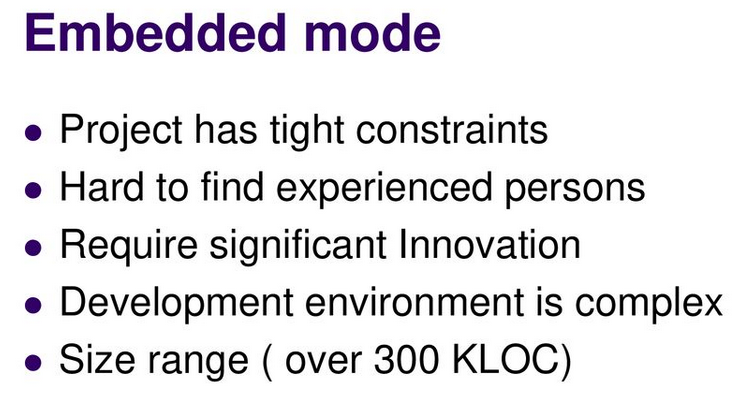 Embedded mode
● Project has tight constraints
● Hard to find experienced persons
● Require significant Innovation
● Development environment is complex
● Size range ( over 300 KLOC)